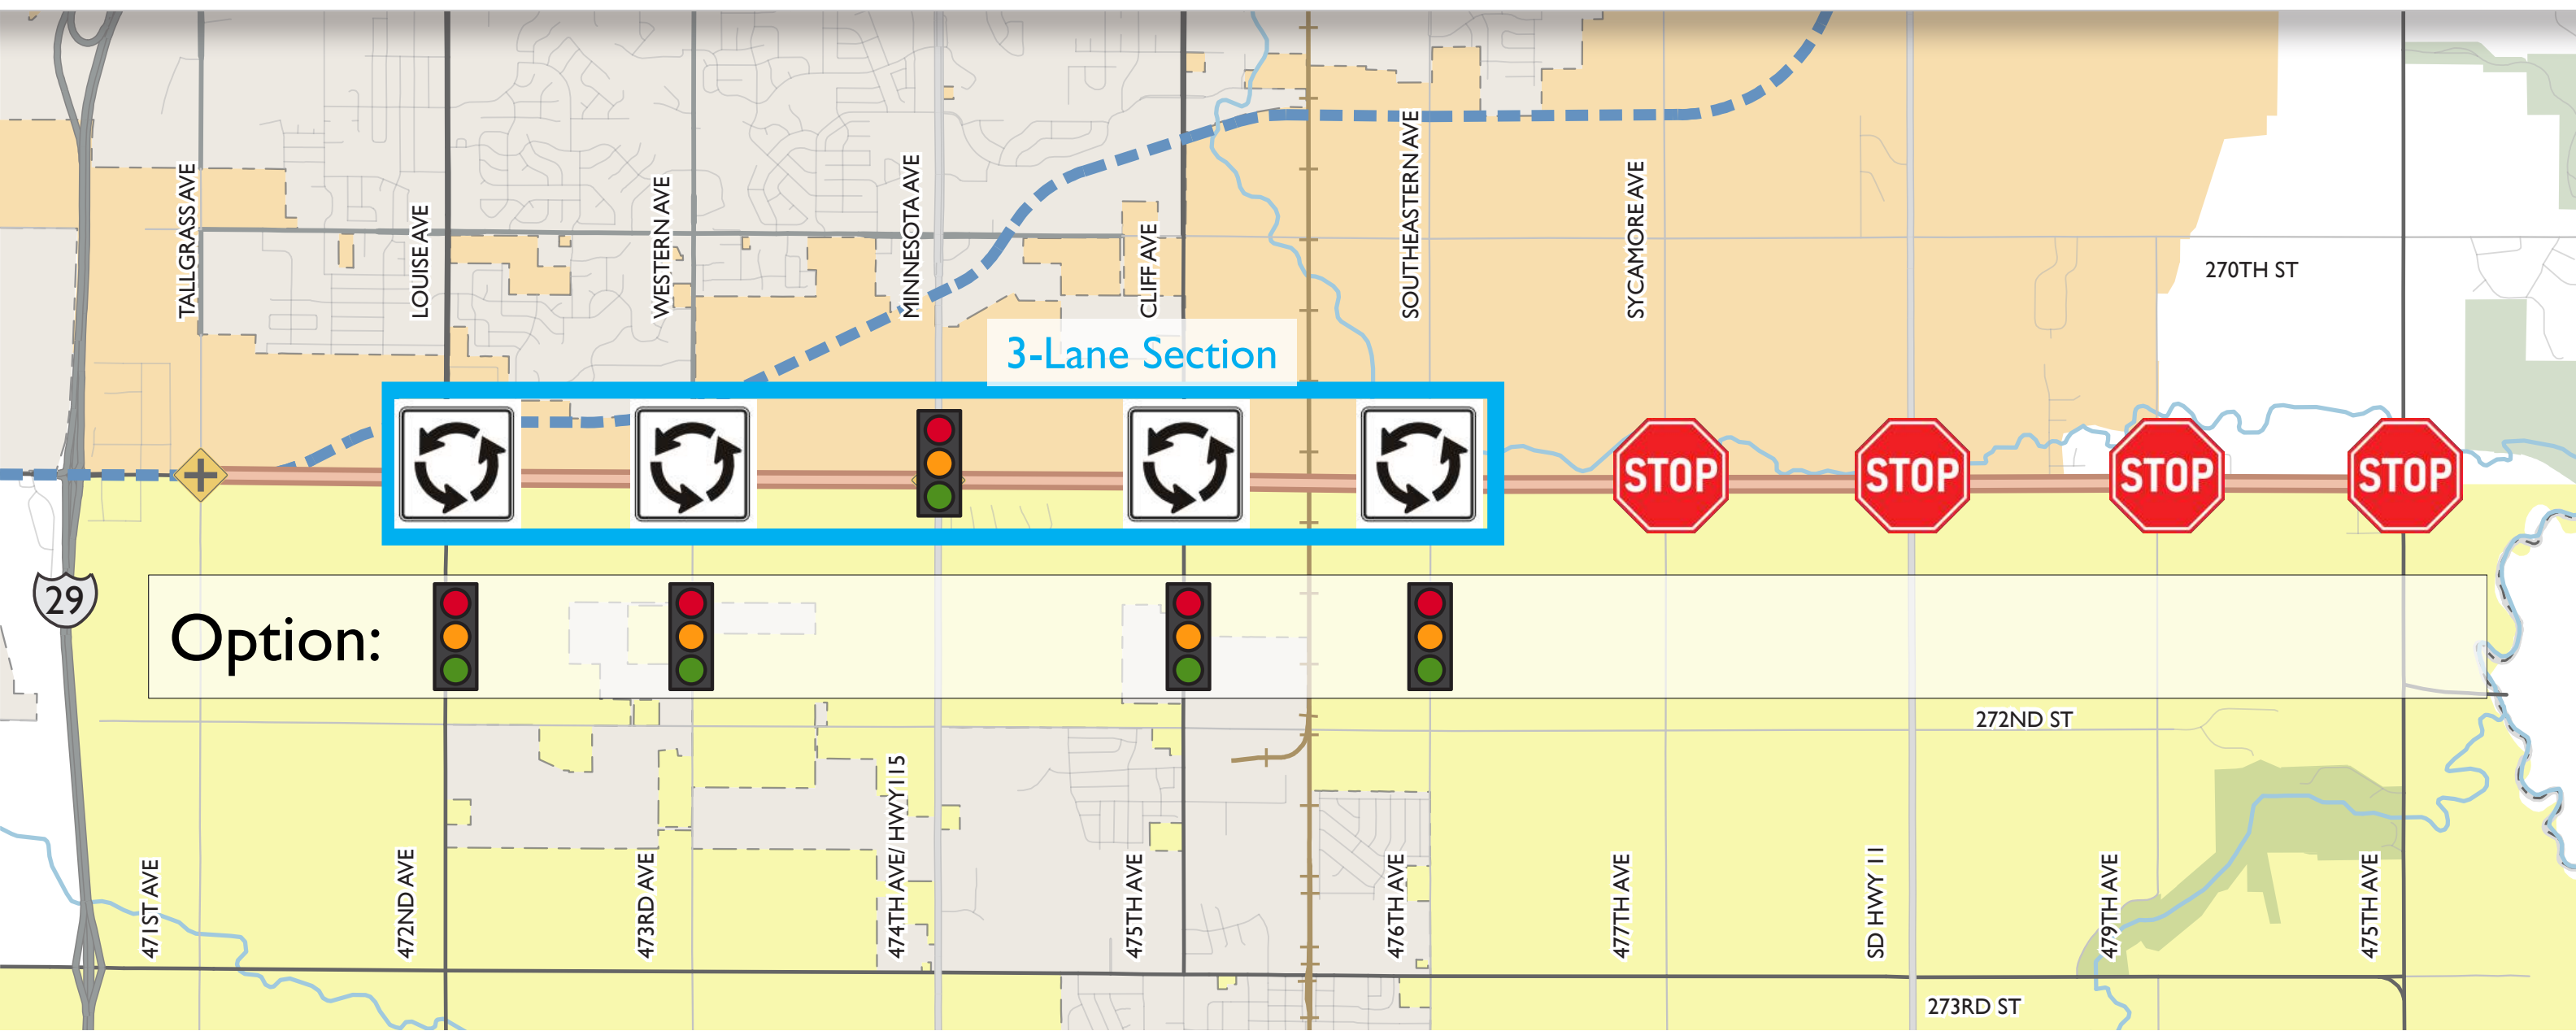 TALLGRASS AVE
LOUISE AVE
WESTERN AVE
MINNESOTA AVE
CLIFF AVE
SOUTHEASTERN AVE
SYCAMORE AVE
270TH ST
3-Lane Section
STOP
STOP
STOP
STOP
29
Option:
272ND ST
471ST AVE
472ND AVE
473RD AVE
474TH AVE/ HWY 115
475TH AVE
476TH AVE
477TH AVE
SD HWY 11
479TH AVE
475TH AVE
273RD ST